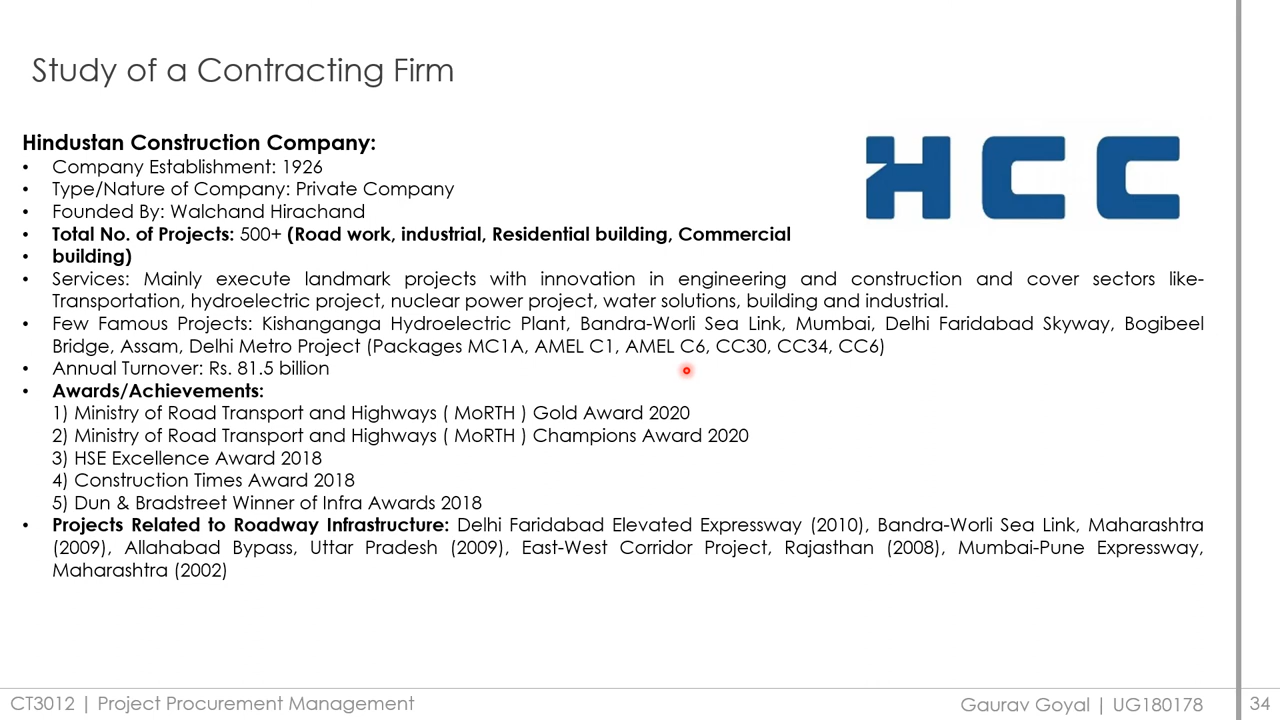 Study of a Contracting Firm
Hindustan Construction Company:
HCC
• Company Establishment: 1926
• Type/Nature of Company: Private Company
• Founded By: Walchand Hirachand
• Total No. of Projects: 500+ (Road work, industrial, Residential building, Commercial
• building)
• Services: Mainly execute landmark projects with innovation in engineering and construction and cover sectors like-
Transportation, hydroelectric project, nuclear power project, water solutions, building and industrial.
• Few Famous Projects: Kishanganga Hydroelectric Plant, Bandra-Worli Sea Link, Mumbai, Delhi Faridabad Skyway, Bogibeel
Bridge, Assam, Delhi Metro Project (Packages MC1A, AMEL C1, AMEL C6, CC30, CC34, CC6)
• Annual Turnover: Rs. 81.5 billion
• Awards/Achievements:
1) Ministry of Road Transport and Highways ( MoRTH ) Gold Award 2020
2) Ministry of Road Transport and Highways ( MoRTH ) Champions Award 2020
3) HSE Excellence Award 2018
4) Construction Times Award 2018
5) Dun & Bradstreet Winner of Infra Awards 2018
• Projects Related to Roadway Infrastructure: Delhi Faridabad Elevated Expressway (2010), Bandra-Worli Sea Link, Maharashtra
(2009), Allahabad Bypass, Uttar Pradesh (2009), East-West Corridor Project, Rajasthan (2008), Mumbai-Pune Expressway,
Maharashtra (2002)
CT3012 | Project Procurement Management
Gaurav Goyal | UG180178
34